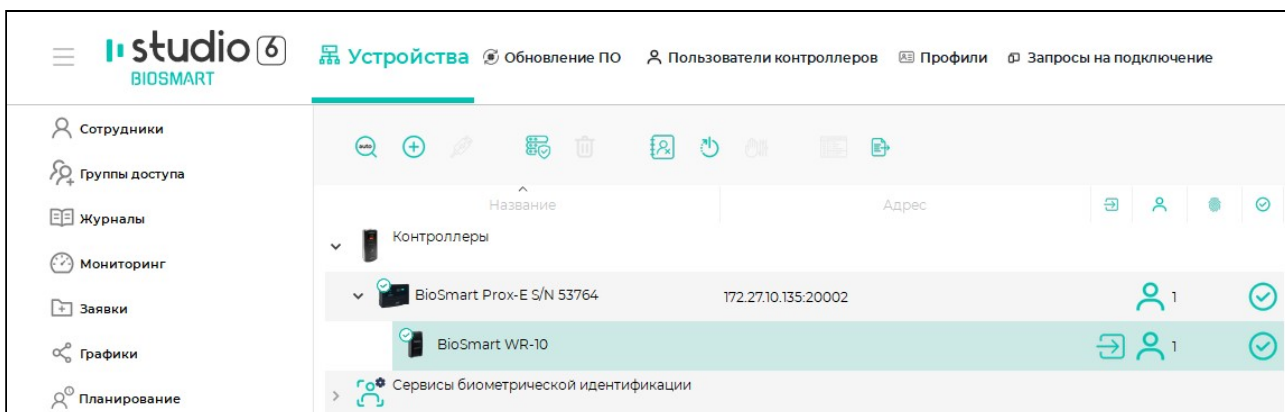 studio 6
BIOSMART
Устройства Обновление ПО Пользователи контроллеров Профили Запросы на подключение
Сотрудники
Группы доступа
Журналы
Мониторинг
Заявки
Графики
Планирование
auto
Название Адрес
Контроллеры
BioSmart Prox-E S/N 53764 172.27.10.135:20002 1
BioSmart WR-10 1
Сервисы биометрической идентификации